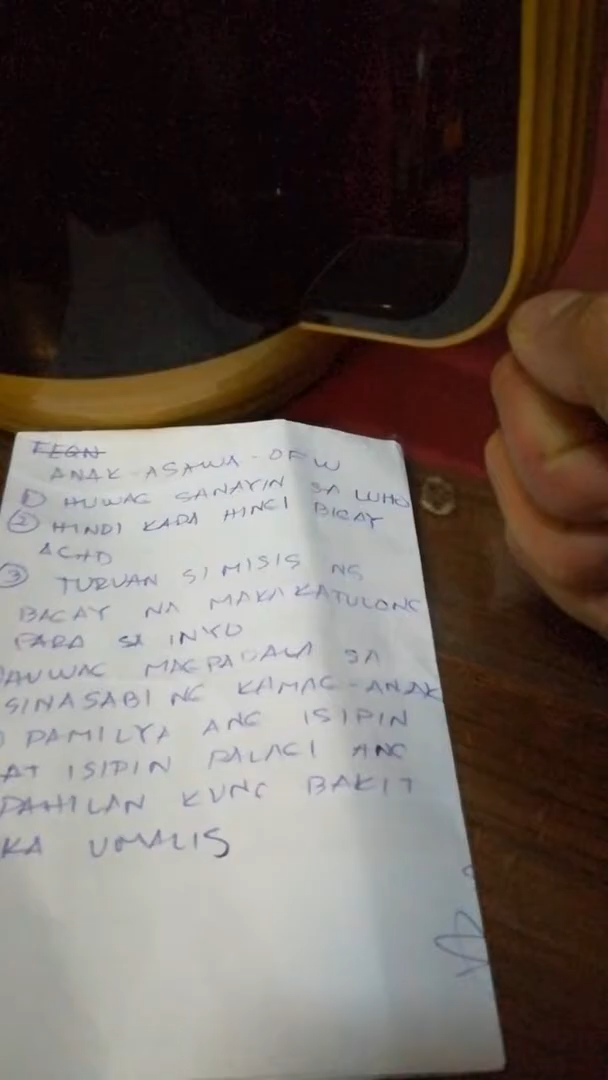 ANAK-ASAWA-OFW
① HUWAG SANAYIN SA LUHO
② HINDI KADA HINGI BIGAY
AGAD
③ TURUAN SI MISIS NG
BAGAY NA MAKAKATULONG
PARA SA INYO
HUWAG MAGPADALA SA
SINASABI NG KAMAG-ANAK
PAMILYA ANG ISIPIN
AT ISIPIN PALAGI ANG
DAHILAN KUNG BAKIT
KA UMALIS